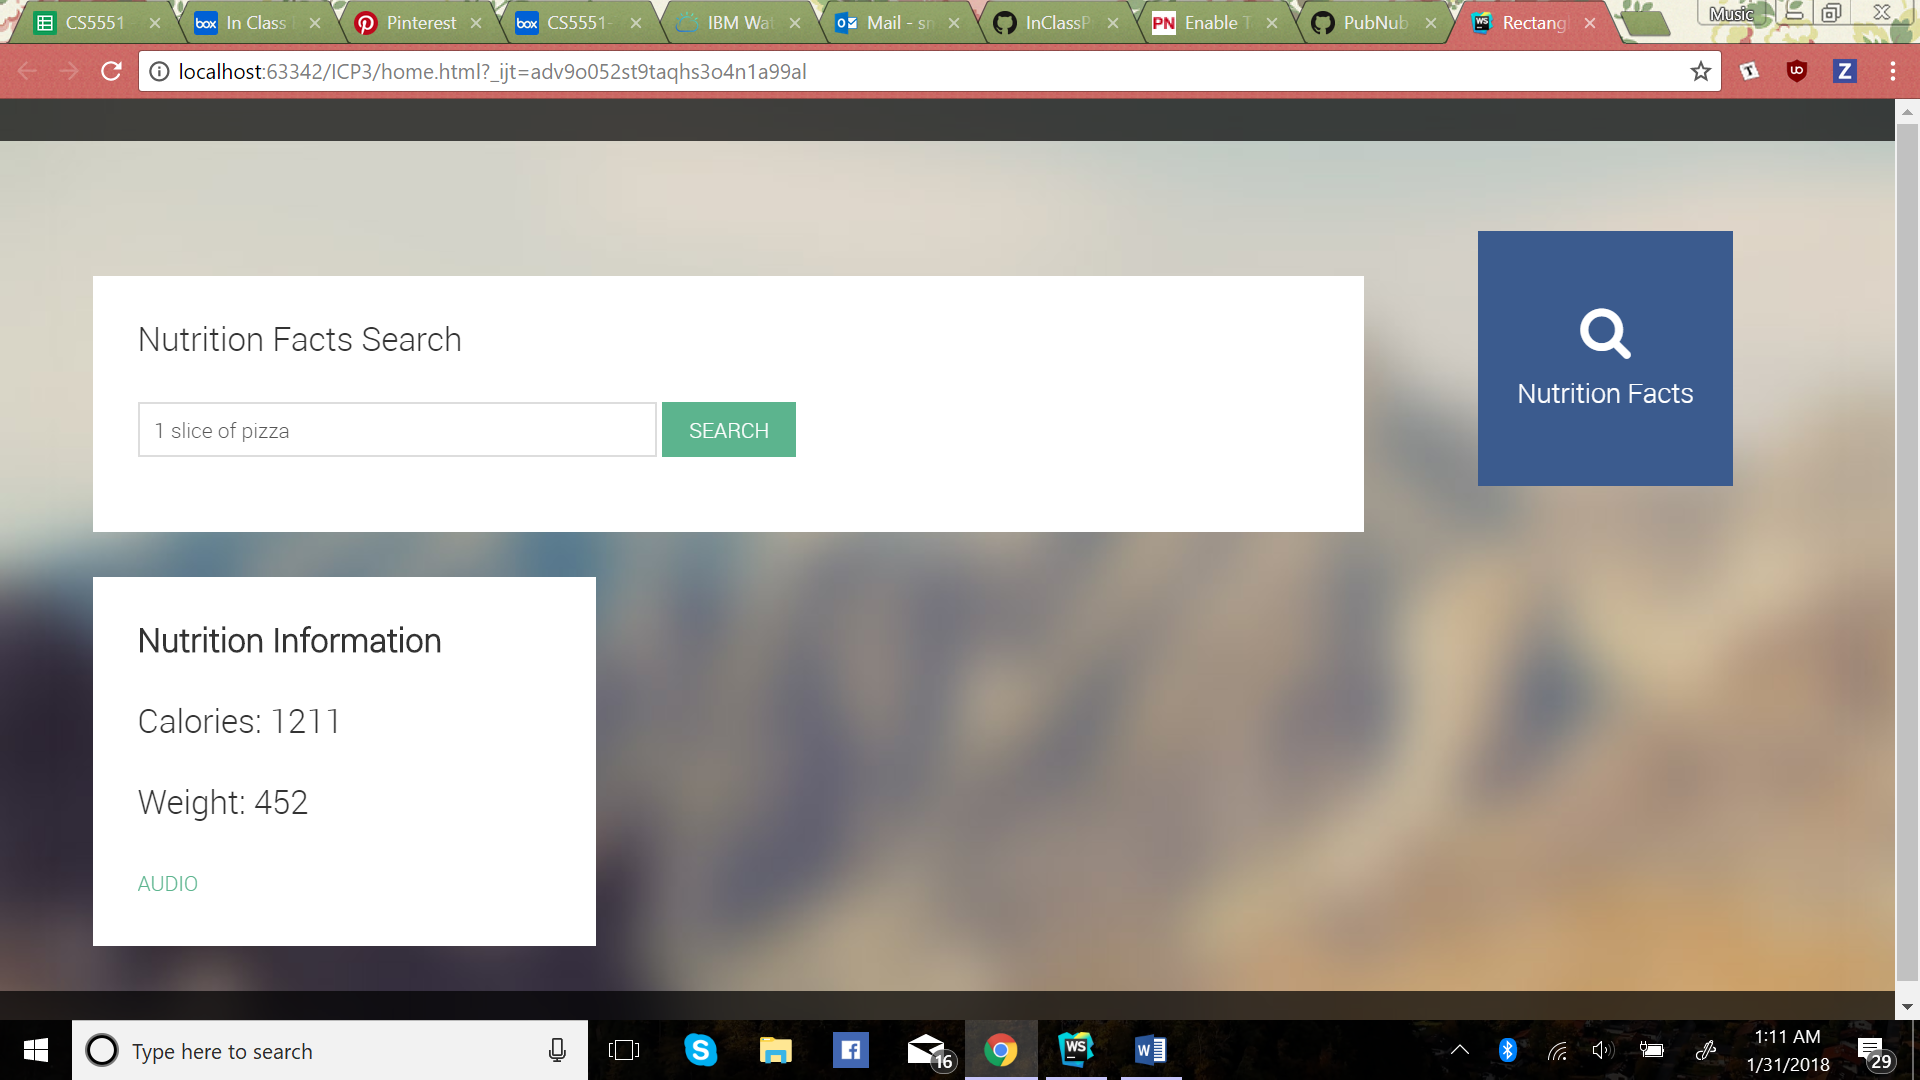 CS5551
In Class
Pinterest
CS5551-
IBM Wat
Mail - sn
InClassP
Enable T
PubNub
Rectangl
Music
localhost:63342/ICP3/home.html?_ijt=adv9o052st9taqhs3o4n1a99al
Nutrition Facts Search
1 slice of pizza
SEARCH
Nutrition Facts
Nutrition Information
Calories: 1211
Weight: 452
AUDIO
Type here to search
16
1:11 AM
1/31/2018
29